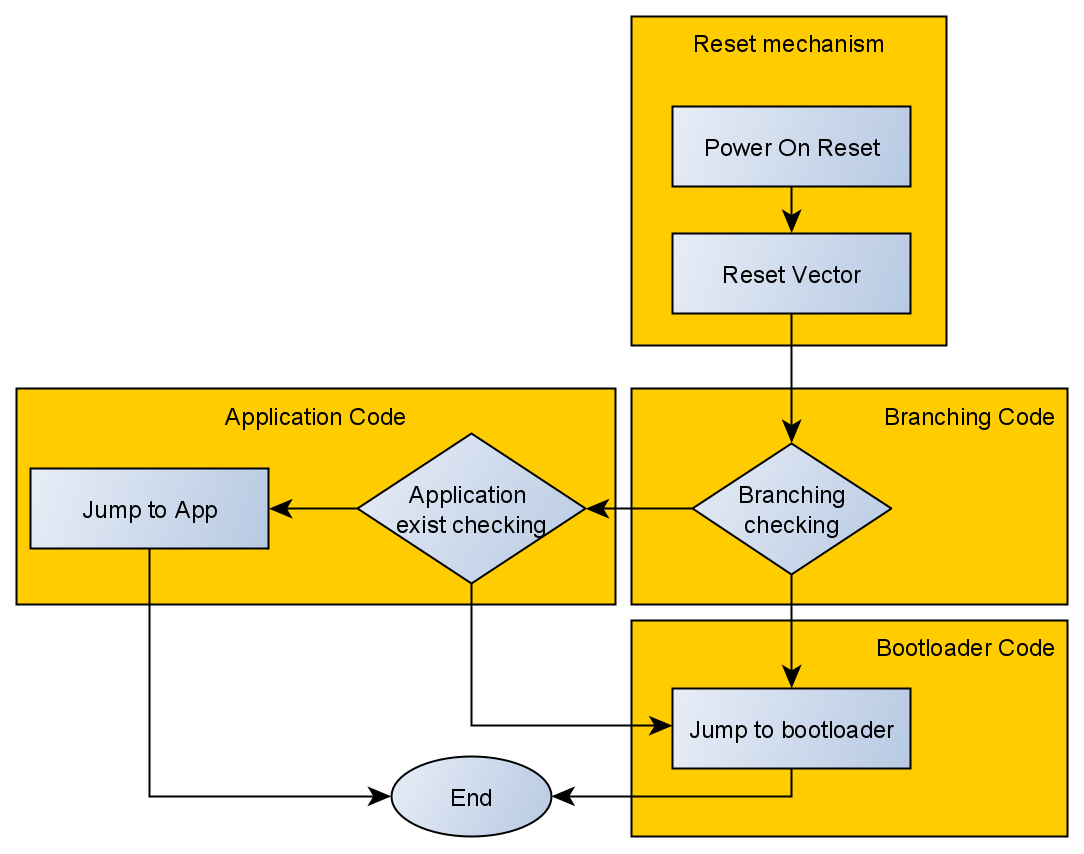 Reset mechanism
Power On Reset
Reset Vector
Application Code
Branching Code
Jump to App
Application
exist checking
Branching
checking
Bootloader Code
Jump to bootloader
End